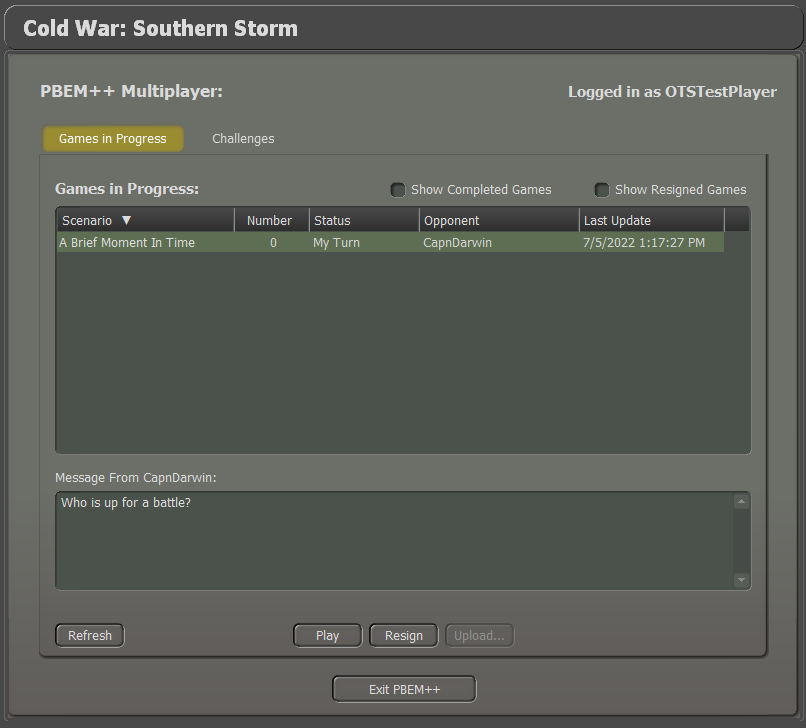 Cold War: Southern Storm
PBEM++ Multiplayer:
Logged in as OTSTestPlayer
Games in Progress
Challenges
Games in Progress:
Show Completed Games
Show Resigned Games
Scenario ▼ Number Status Opponent Last Update
A Brief Moment In Time 0 My Turn CapnDarwin 7/5/2022 1:17:27 PM
Message From CapnDarwin:
Who is up for a battle?
Refresh Play Resign Upload...
Exit PBEM++